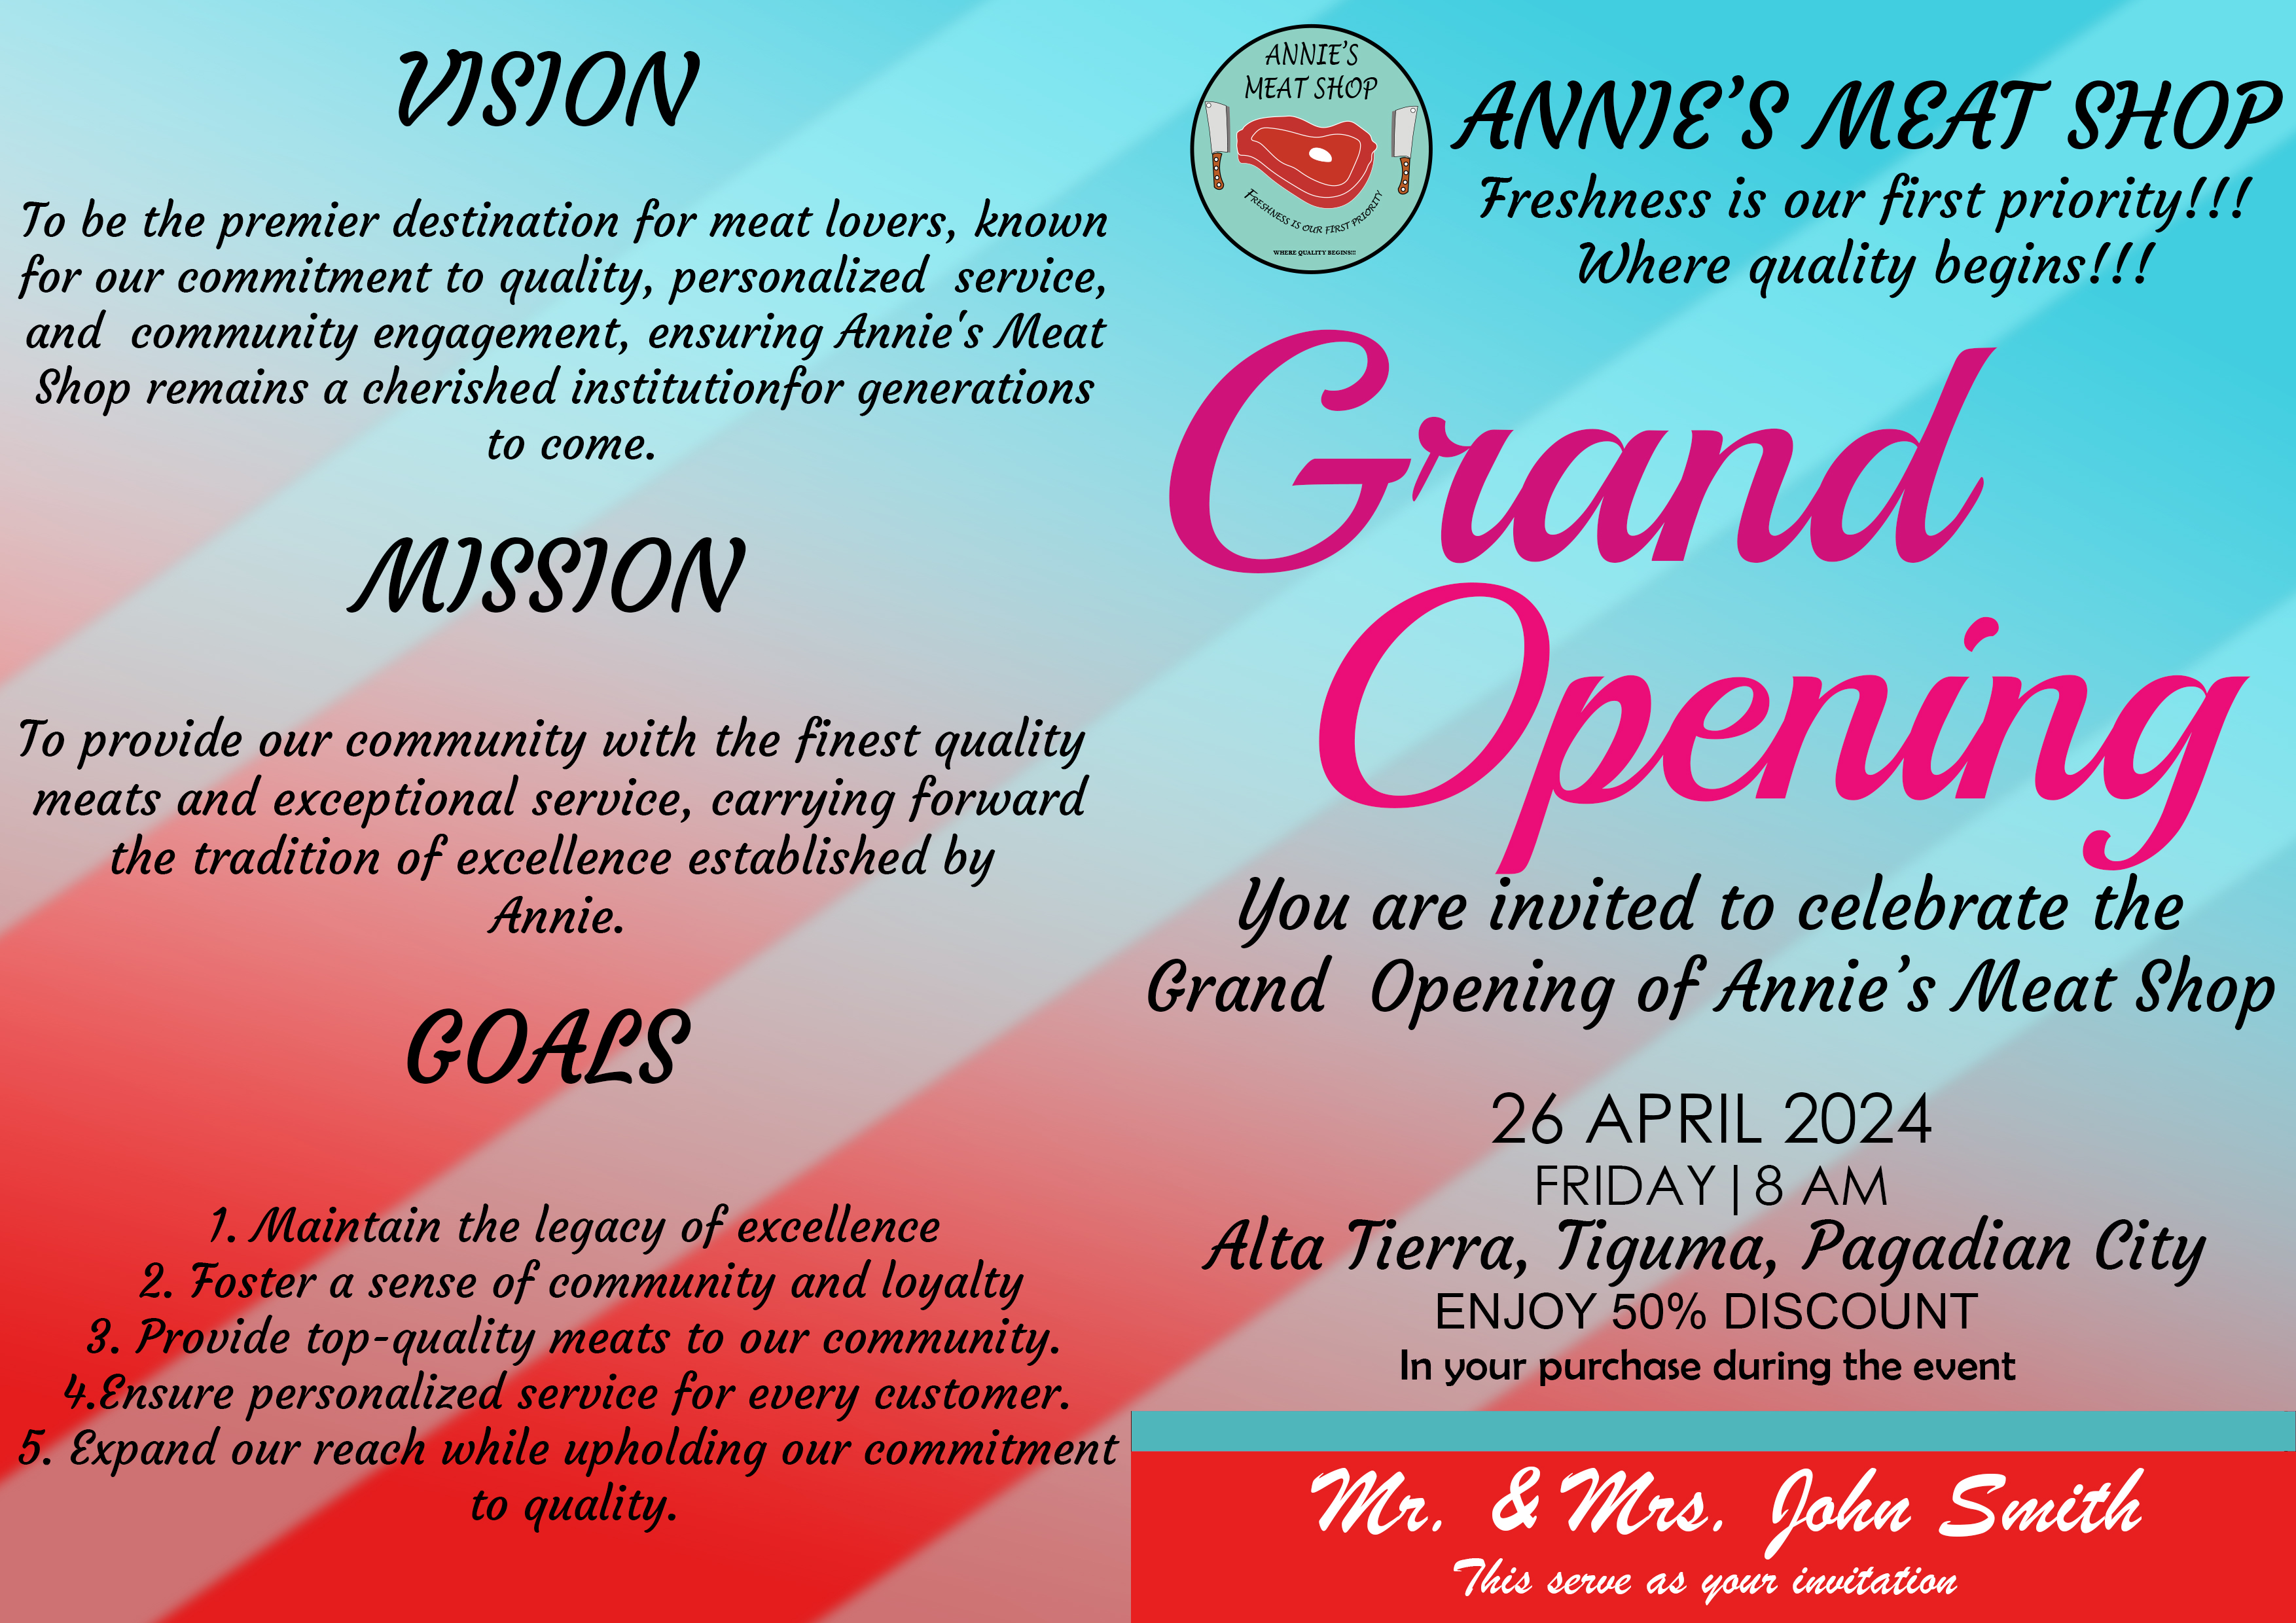 VISION
To be the premier destination for meat lovers, known
for our commitment to quality, personalized  service,
and  community engagement, ensuring Annie's Meat
Shop remains a cherished institutionfor generations
to come.
MISSION
To provide our community with the finest quality
meats and exceptional service, carrying forward
the tradition of excellence established by
Annie.
GOALS
1. Maintain the legacy of excellence
2. Foster a sense of community and loyalty
3. Provide top-quality meats to our community.
4.Ensure personalized service for every customer.
5. Expand our reach while upholding our commitment
to quality.
ANNIE’S
MEAT SHOP
FRESHNESS IS OUR FIRST PRIORITY
WHERE QUALITY BEGINS!!!
ANNIE’S MEAT SHOP
Freshness is our first priority!!!
Where quality begins!!!
Grand
Opening
You are invited to celebrate the
Grand  Opening of Annie’s Meat Shop
26 APRIL 2024
FRIDAY|8 AM
Alta Tierra, Tiguma, Pagadian City
ENJOY 50% DISCOUNT
In your purchase during the event
Mr. & Mrs. John Smith
This serve as your invitation